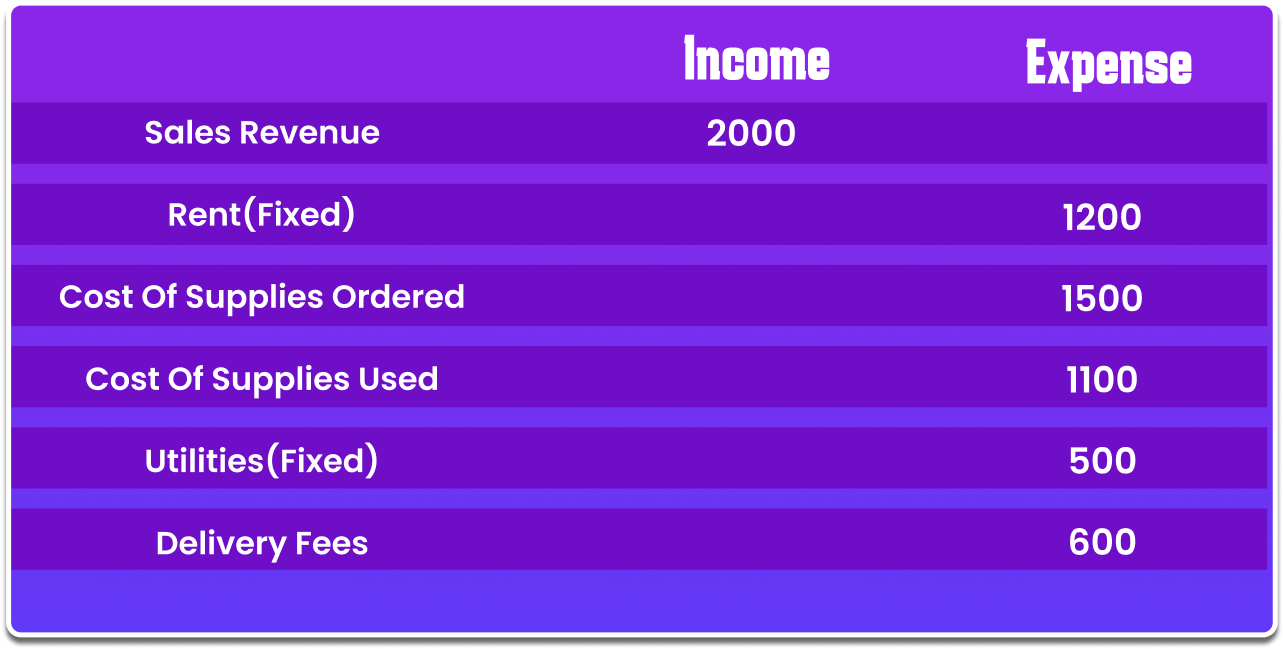 Income Expense
Sales Revenue 2000
Rent(Fixed) 1200
Cost Of Supplies Ordered 1500
Cost Of Supplies Used 1100
Utilities(Fixed) 500
Delivery Fees 600